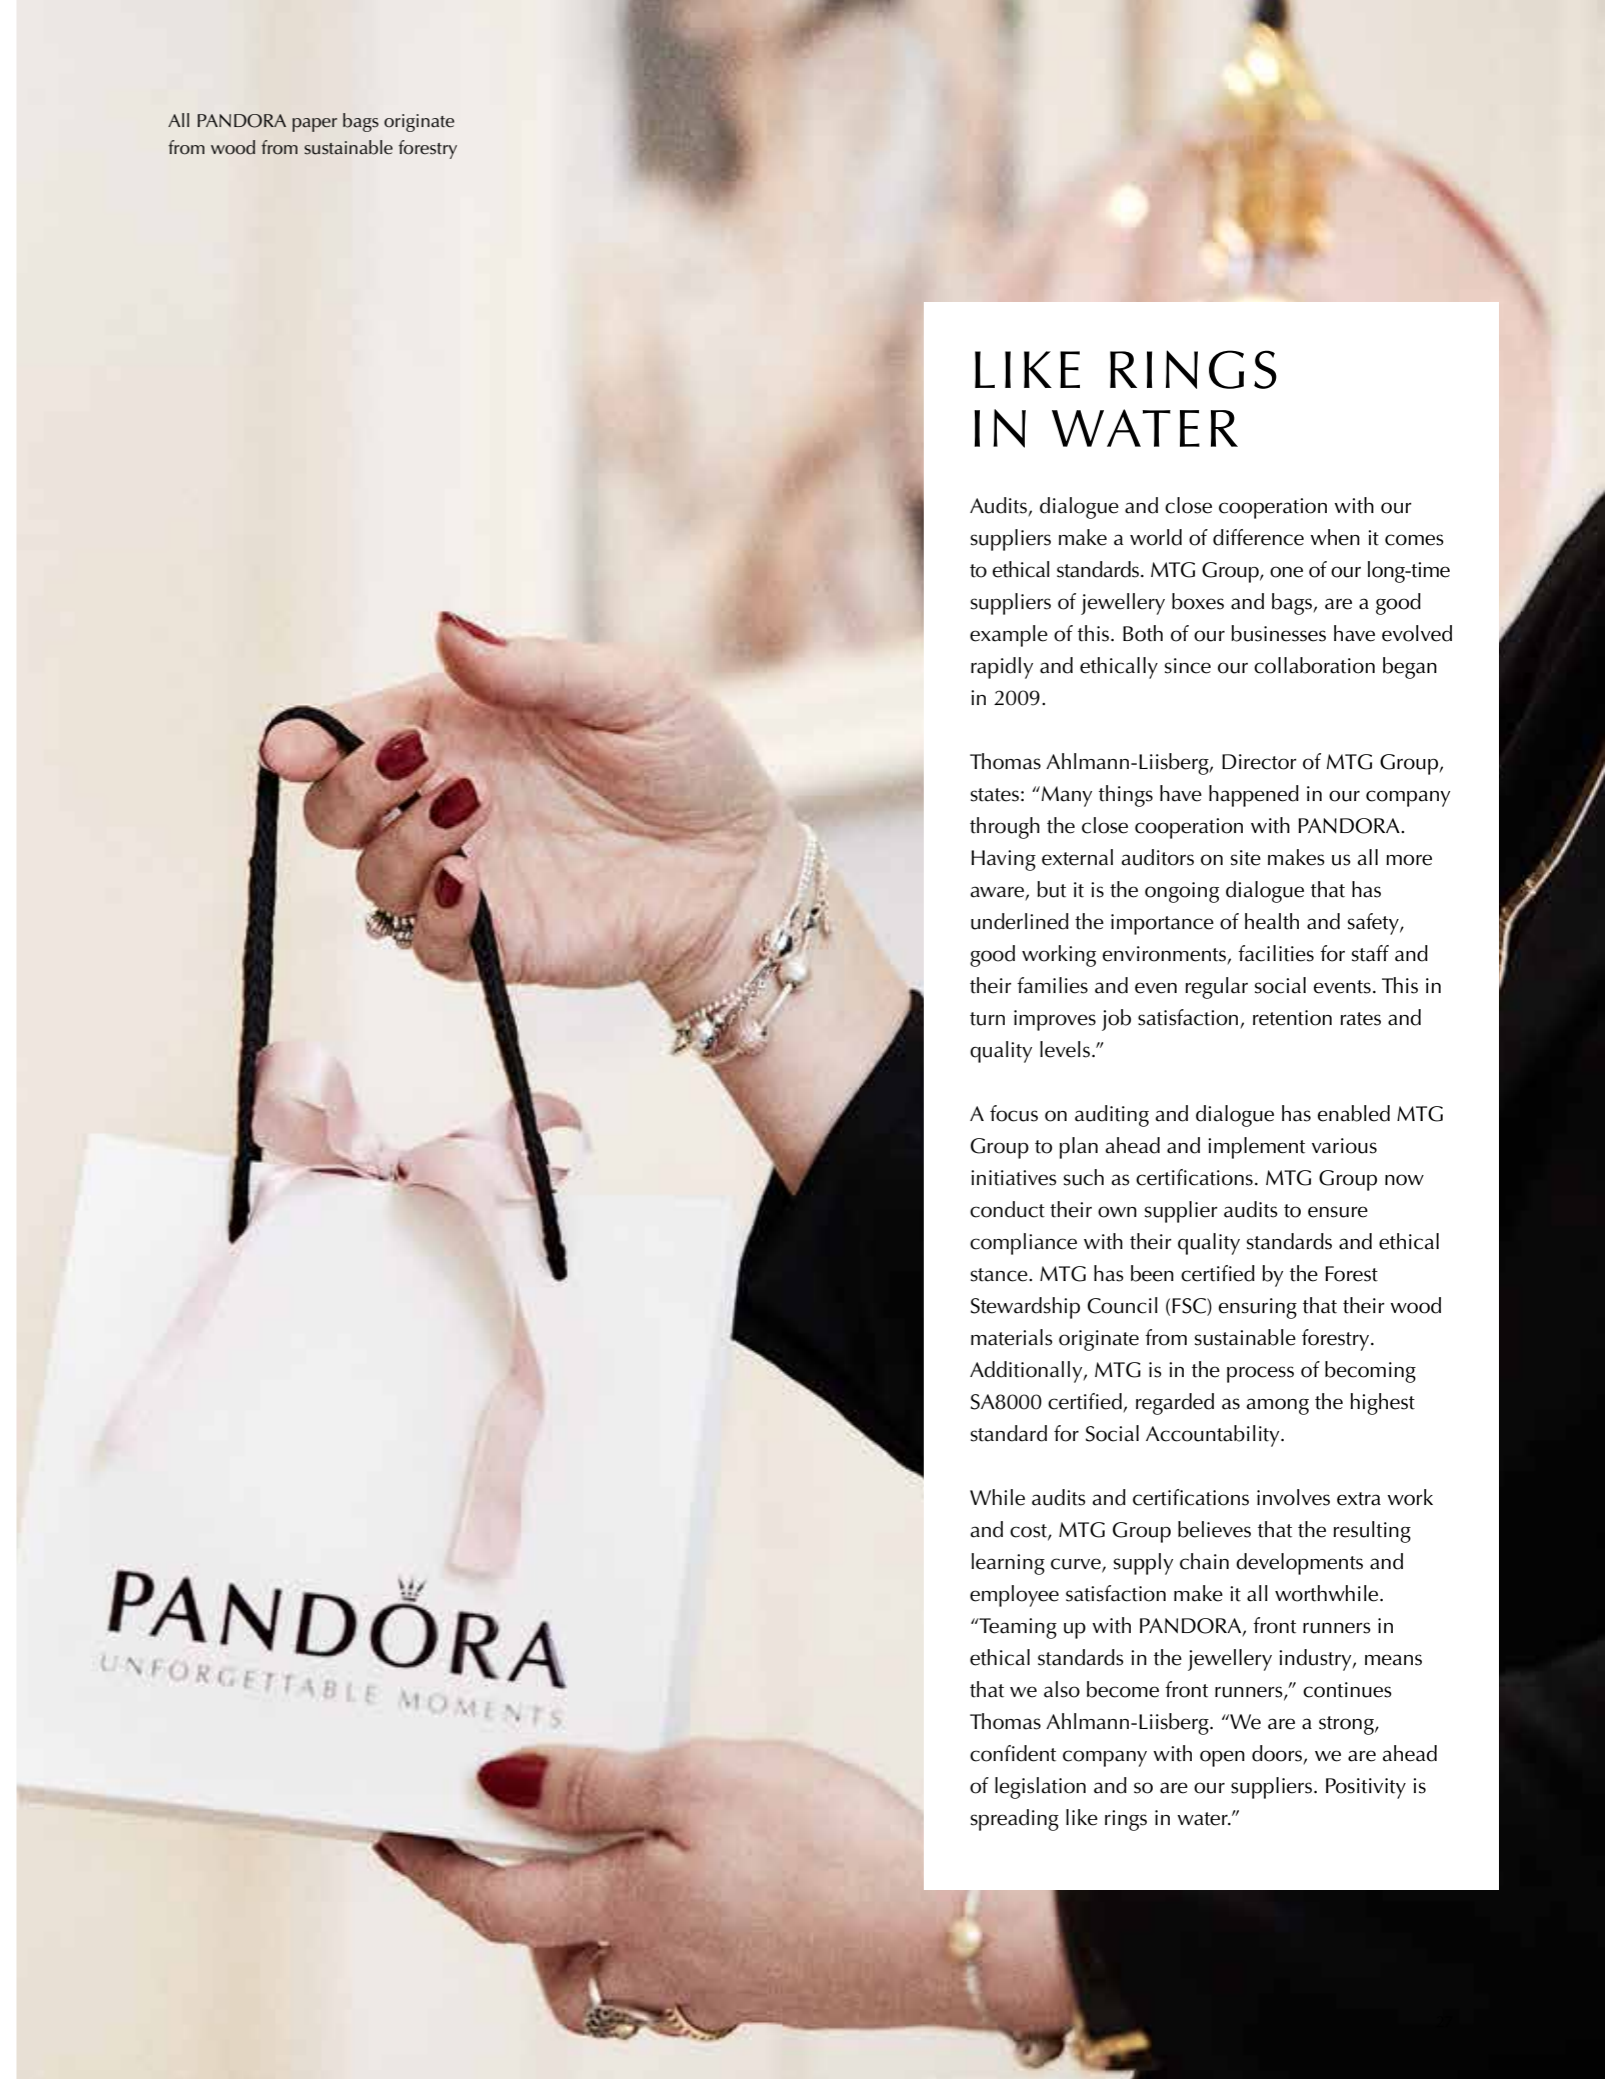 All PANDORA paper bags originate
from wood from sustainable forestry
LIKE RINGS
IN WATER
Audits, dialogue and close cooperation with our
suppliers make a world of difference when it comes
to ethical standards. MTG Group, one of our long-time
suppliers of jewellery boxes and bags, are a good
example of this. Both of our businesses have evolved
rapidly and ethically since our collaboration began
in 2009.
Thomas Ahlmann-Liisberg, Director of MTG Group,
states: “Many things have happened in our company
through the close cooperation with PANDORA.
Having external auditors on site makes us all more
aware, but it is the ongoing dialogue that has
underlined the importance of health and safety,
good working environments, facilities for staff and
their families and even regular social events. This in
turn improves job satisfaction, retention rates and
quality levels.”
A focus on auditing and dialogue has enabled MTG
Group to plan ahead and implement various
initiatives such as certifications. MTG Group now
conduct their own supplier audits to ensure
compliance with their quality standards and ethical
stance. MTG has been certified by the Forest
Stewardship Council (FSC) ensuring that their wood
materials originate from sustainable forestry.
Additionally, MTG is in the process of becoming
SA8000 certified, regarded as among the highest
standard for Social Accountability.
While audits and certifications involves extra work
and cost, MTG Group believes that the resulting
learning curve, supply chain developments and
employee satisfaction make it all worthwhile.
“Teaming up with PANDORA, front runners in
ethical standards in the jewellery industry, means
that we also become front runners,” continues
Thomas Ahlmann-Liisberg. “We are a strong,
confident company with open doors, we are ahead
of legislation and so are our suppliers. Positivity is
spreading like rings in water.”
PANDORA
UNFORGETTABLE MOMENTS